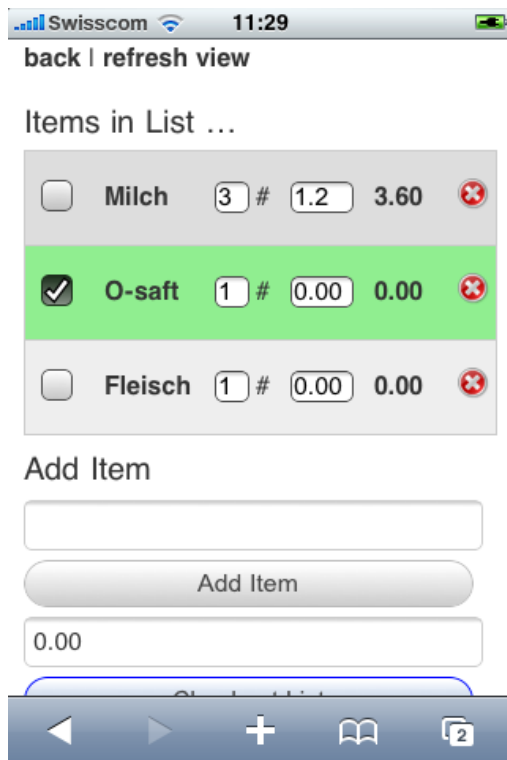 Swisscom 11:29
back | refresh view
Items in List ...
Milch 3 # 1.2 3.60
O-saft 1 # 0.00 0.00
Fleisch 1 # 0.00 0.00
Add Item
Add Item
0.00
2